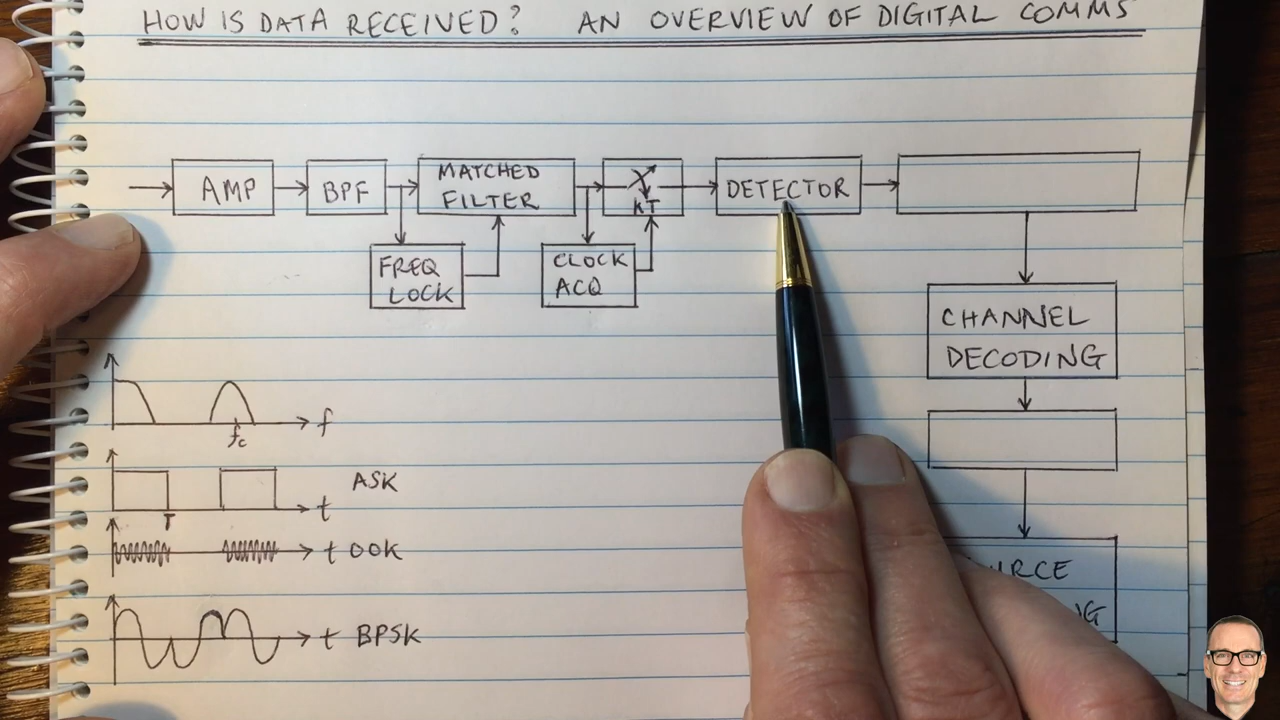 HOW IS DATA RECEIVED? AN OVERVIEW OF DIGITAL COMMS
AMP
BPF
MATCHED
FILTER
KT
DETECTOR
FREQ
LOCK
CLOCK
ACQ
CHANNEL
DECODING
f
fc
ASK
T
t
t OOK
t BPSK